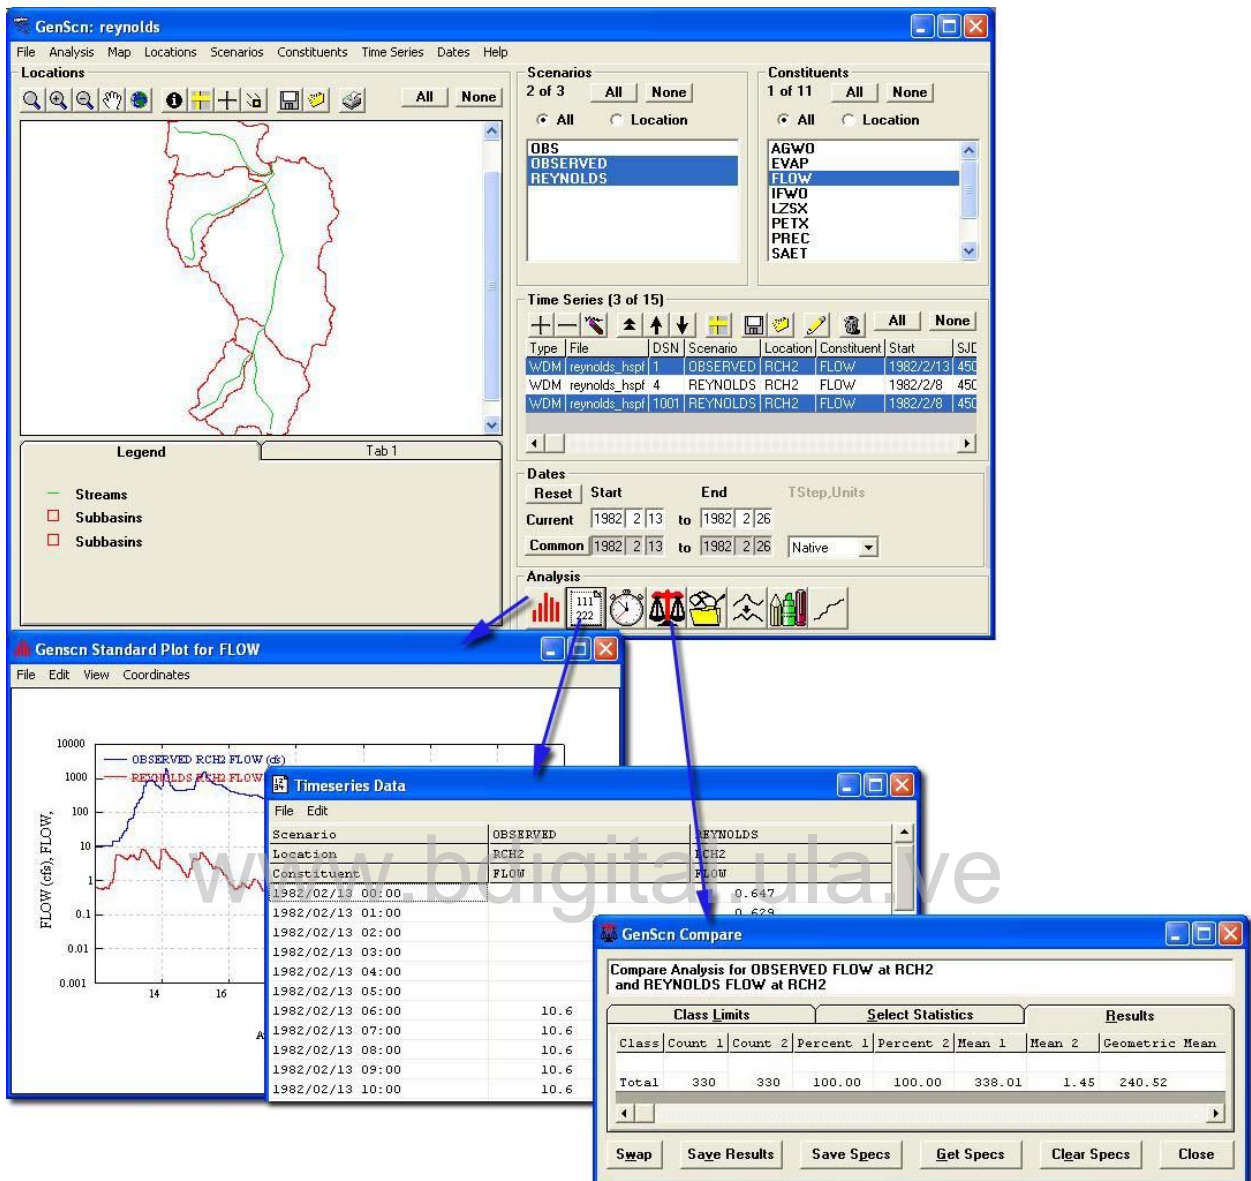 GenScn: reynolds
File Analysis Map Locations Scenarios Constituents Time Series Dates Help
Locations
All None
Legend Tab 1
Streams
Subbasins
Subbasins
Scenarios
2 of 3 All None
All Location
OBS
OBSERVED
REYNOLDS
Constituents
1 of 11 All None
All Location
AGWO
EVAP
FLOW
IFWO
LZSX
PETX
PREC
SAET
Time Series (3 of 15)
All None
Type File DSN Scenario Location Constituent Start
WDM reynolds_hspf 1 OBSERVED RCH2 FLOW 1982/2/13 450
WDM reynolds_hspf 4 REYNOLDS RCH2 FLOW 1982/2/8 450
WDM reynolds_hspf 1001 REYNOLDS RCH2 FLOW 1982/2/8 450
Dates
Reset Start End TStep,Units
Current 1982 2 13 to 1982 2 26
Common 1982 2 13 to 1982 2 26 Native
Analysis
111
222
Genscn Standard Plot for FLOW
File Edit View Coordinates
FLOW (cfs), FLOW,
10000
1000
100
10
1
0.1
0.01
0.001
14 16
OBSERVED RCH2 FLOW (cfs)
REYNOLDS RCH2 FLOW
Timeseries Data
File Edit
Scenario OBSERVED REYNOLDS
Location RCH2 RCH2
Constituent FLOW FLOW
1982/02/13 00:00 0.647
1982/02/13 01:00 0.629
1982/02/13 02:00
1982/02/13 03:00
1982/02/13 04:00
1982/02/13 05:00
1982/02/13 06:00 10.6
1982/02/13 07:00 10.6
1982/02/13 08:00 10.6
1982/02/13 09:00 10.6
1982/02/13 10:00 10.6
www.bdigital.ula.ve
GenScn Compare
Compare Analysis for OBSERVED FLOW at RCH2
and REYNOLDS FLOW at RCH2
Class Limits Select Statistics Results
Class Count 1 Count 2 Percent 1 Percent 2 Mean 1 Mean 2 Geometric Mean
Total 330 330 100.00 100.00 338.01 1.45 240.52
Swap Save Results Save Specs Get Specs Clear Specs Close